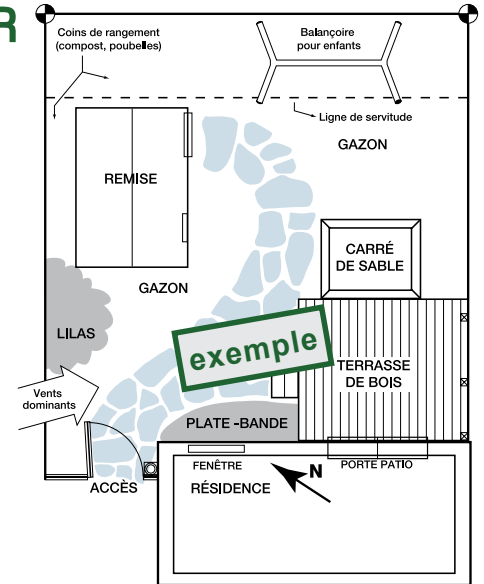 R
Coins de rangement
(compost, poubelles)
Balançoire
pour enfants
Ligne de servitude
GAZON
REMISE
CARRÉ
DE SABLE
GAZON
LILAS
exemple
TERRASSE
DE BOIS
Vents
dominants
PLATE -BANDE
FENÊTRE
N
PORTE PATIO
ACCÈS
RÉSIDENCE